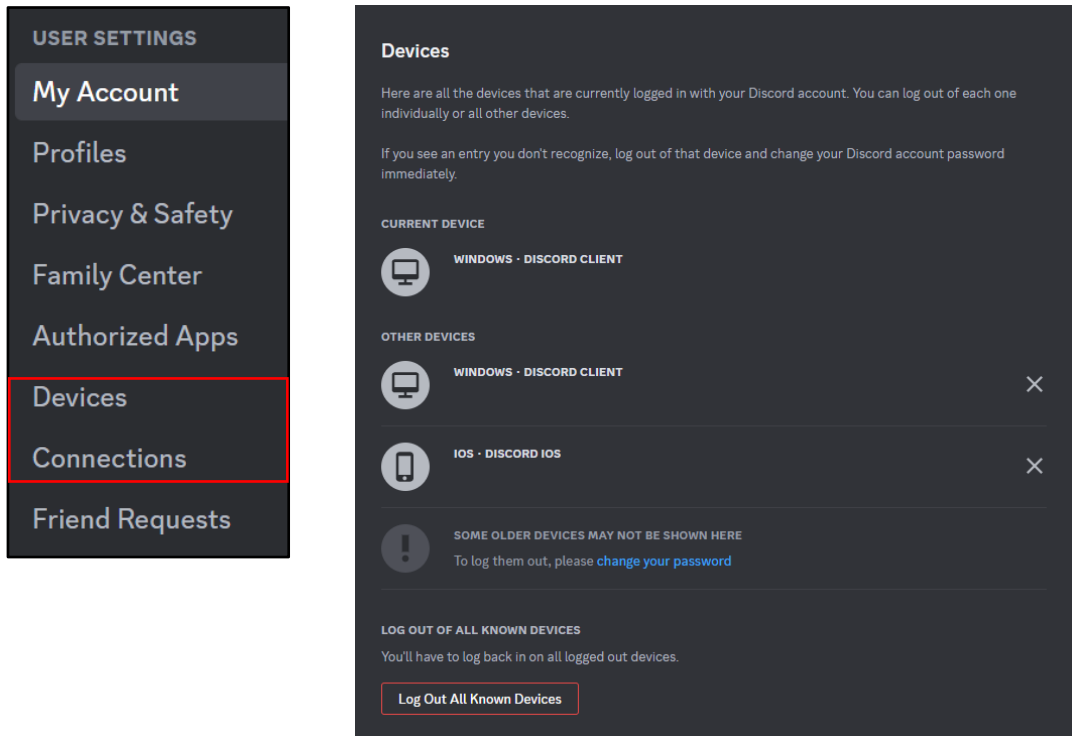 USER SETTINGS
My Account
Profiles
Privacy & Safety
Family Center
Authorized Apps
Devices
Connections
Friend Requests
Devices
Here are all the devices that are currently logged in with your Discord account. You can log out of each one
individually or all other devices.
If you see an entry you don't recognize, log out of that device and change your Discord account password
immediately.
CURRENT DEVICE
WINDOWS · DISCORD CLIENT
OTHER DEVICES
WINDOWS · DISCORD CLIENT
IOS · DISCORD IOS
SOME OLDER DEVICES MAY NOT BE SHOWN HERE
To log them out, please change your password
LOG OUT OF ALL KNOWN DEVICES
You'll have to log back in on all logged out devices.
Log Out All Known Devices